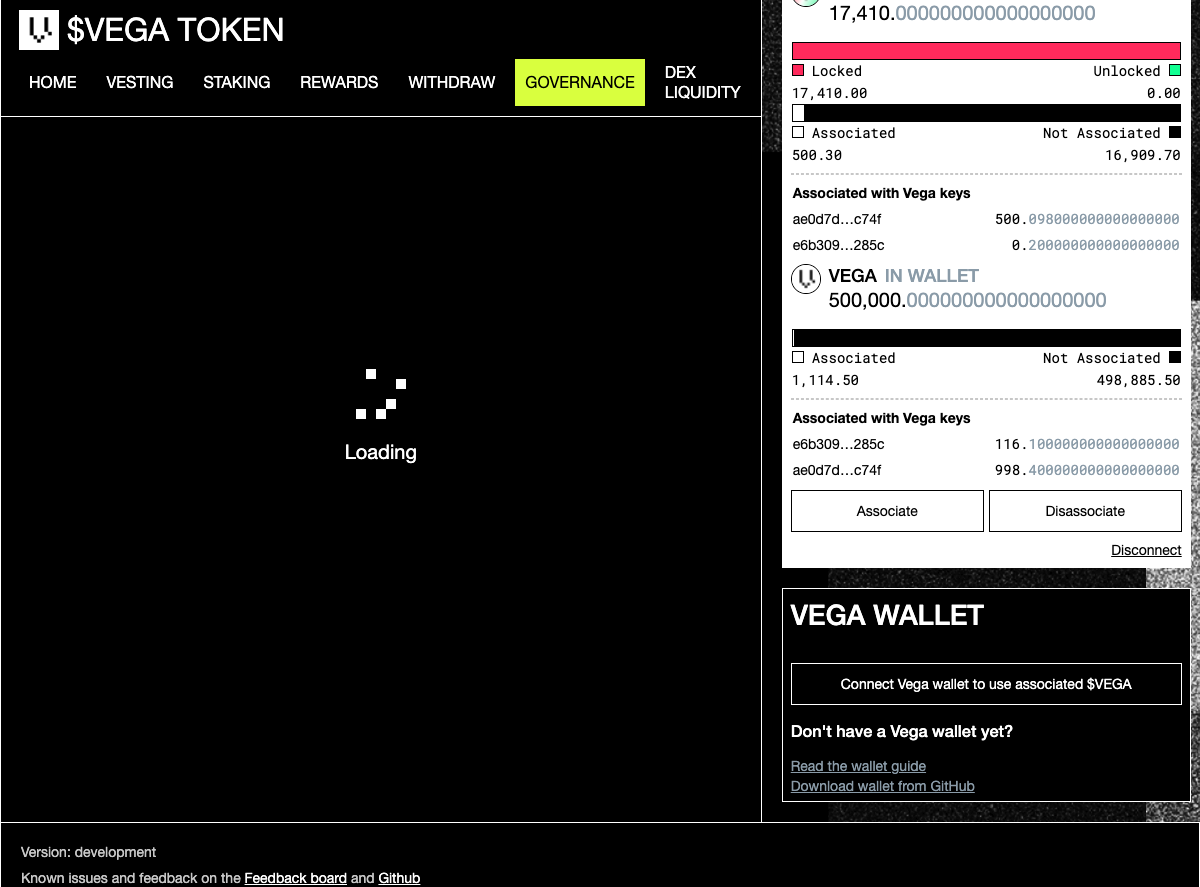 $VEGA TOKEN
HOME
VESTING
STAKING
REWARDS
WITHDRAW
GOVERNANCE
DEX
LIQUIDITY
Loading
17,410.000000000000000000
Locked
Unlocked
17,410.00
0.00
Associated
Not Associated
500.30
16,909.70
Associated with Vega keys
ae0d7d…c74f
500.098000000000000000
e6b309…285c
0.200000000000000000
VEGA IN WALLET
500,000.000000000000000000
Associated
Not Associated
1,114.50
498,885.50
Associated with Vega keys
e6b309…285c
116.100000000000000000
ae0d7d…c74f
998.400000000000000000
Associate
Disassociate
Disconnect
VEGA WALLET
Connect Vega wallet to use associated $VEGA
Don't have a Vega wallet yet?
Read the wallet guide
Download wallet from GitHub
Version: development
Known issues and feedback on the Feedback board and Github